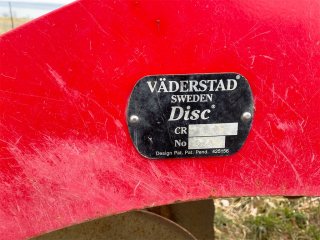 VÄDERSTAD®
SWEDEN
Disc®
CR
No
Design Pat. Pat. Pend.